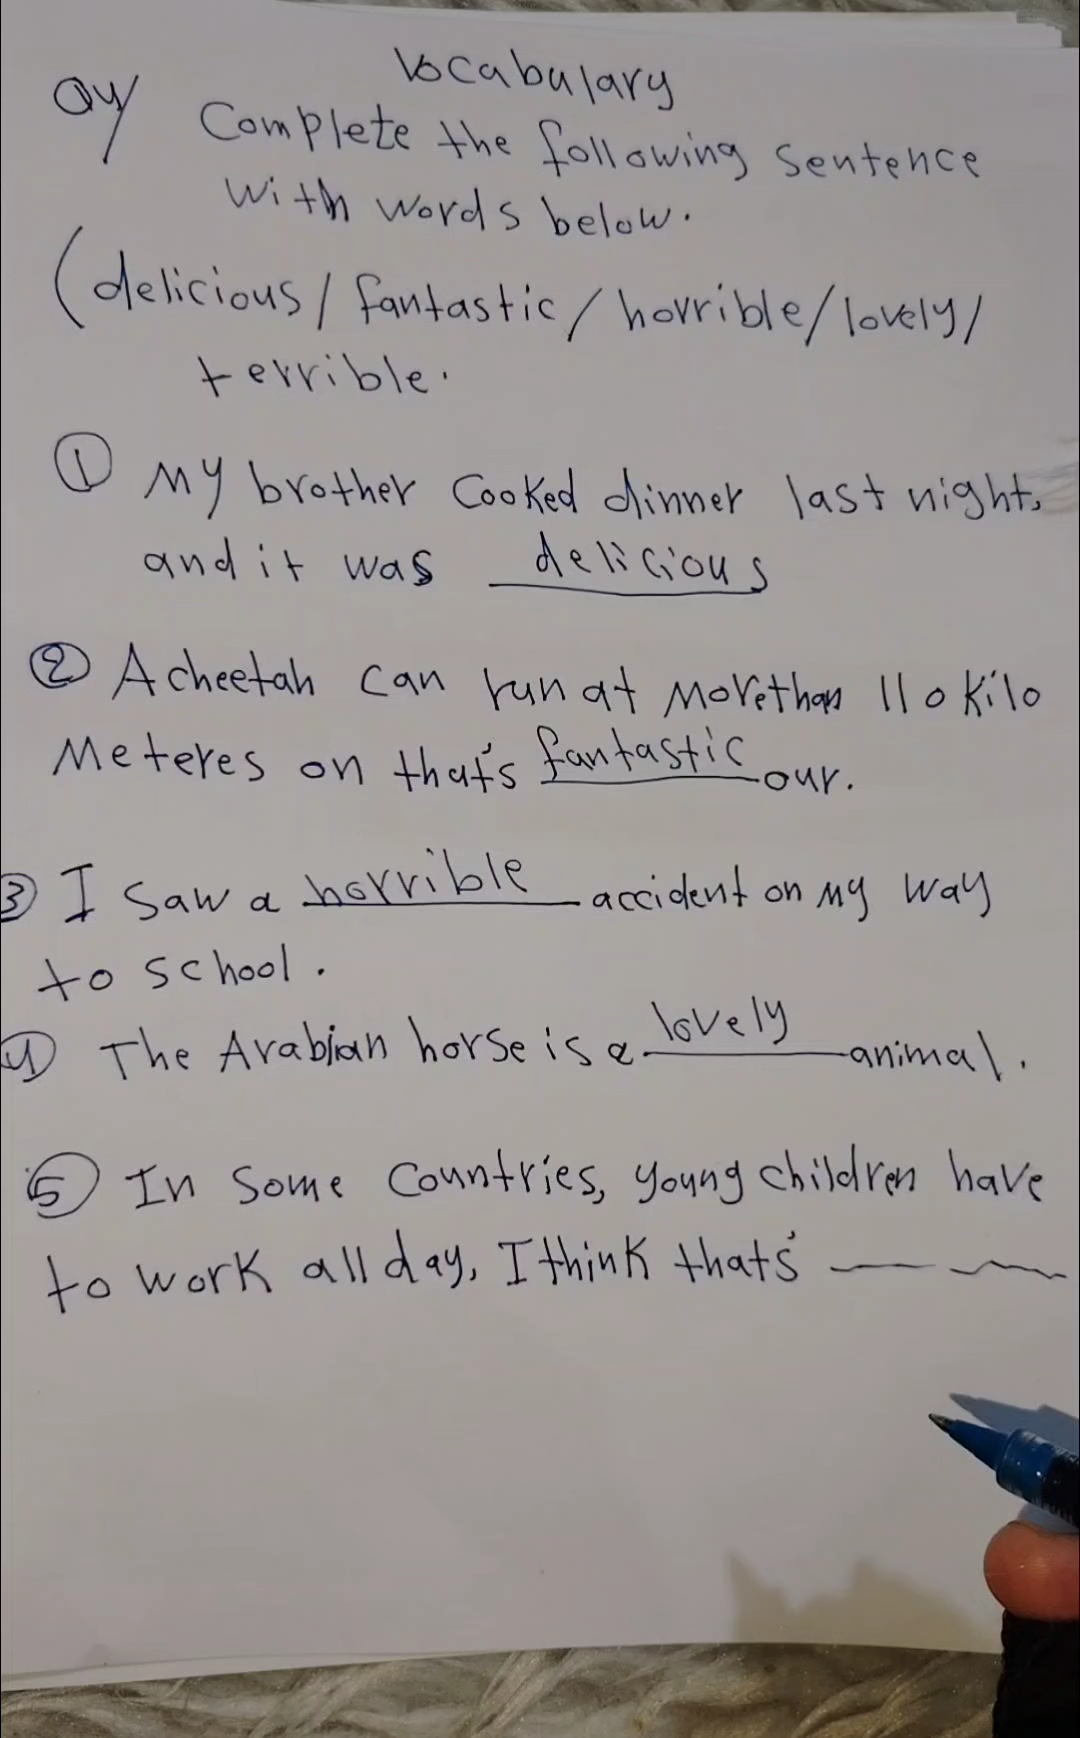 Vocabulary
Q4/ Complete the following sentence
with words below.
(delicious/fantastic/horrible/lovely/
terrible.
① My brother cooked dinner last night,
and it was delicious
② A cheetah can run at more than 110 kilo
Meteres on that's fantastic our.
③ I saw a horrible accident on my way
to school.
④ The Arabian horse is a lovely animal.
⑤ In some countries, young children have
to work all day, I think that's